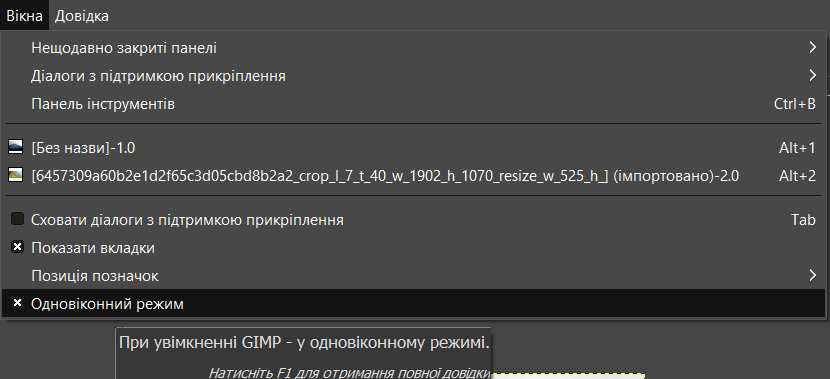 Вікна Довідка
Нещодавно закриті панелі
Діалоги з підтримкою прикріплення
Панель інструментів Ctrl+B
[Без назви]-1.0 Alt+1
[6457309a60b2e1d2f65c3d05cbd8b2a2_crop_l_7_t_40_w_1902_h_1070_resize_w_525_h_] (імпортовано)-2.0 Alt+2
Сховати діалоги з підтримкою прикріплення Tab
Показати вкладки
Позиція позначок
Одновіконний режим
При увімкненні GIMP - у одновіконному режимі.
Натисніть F1 для отримання повної довідки